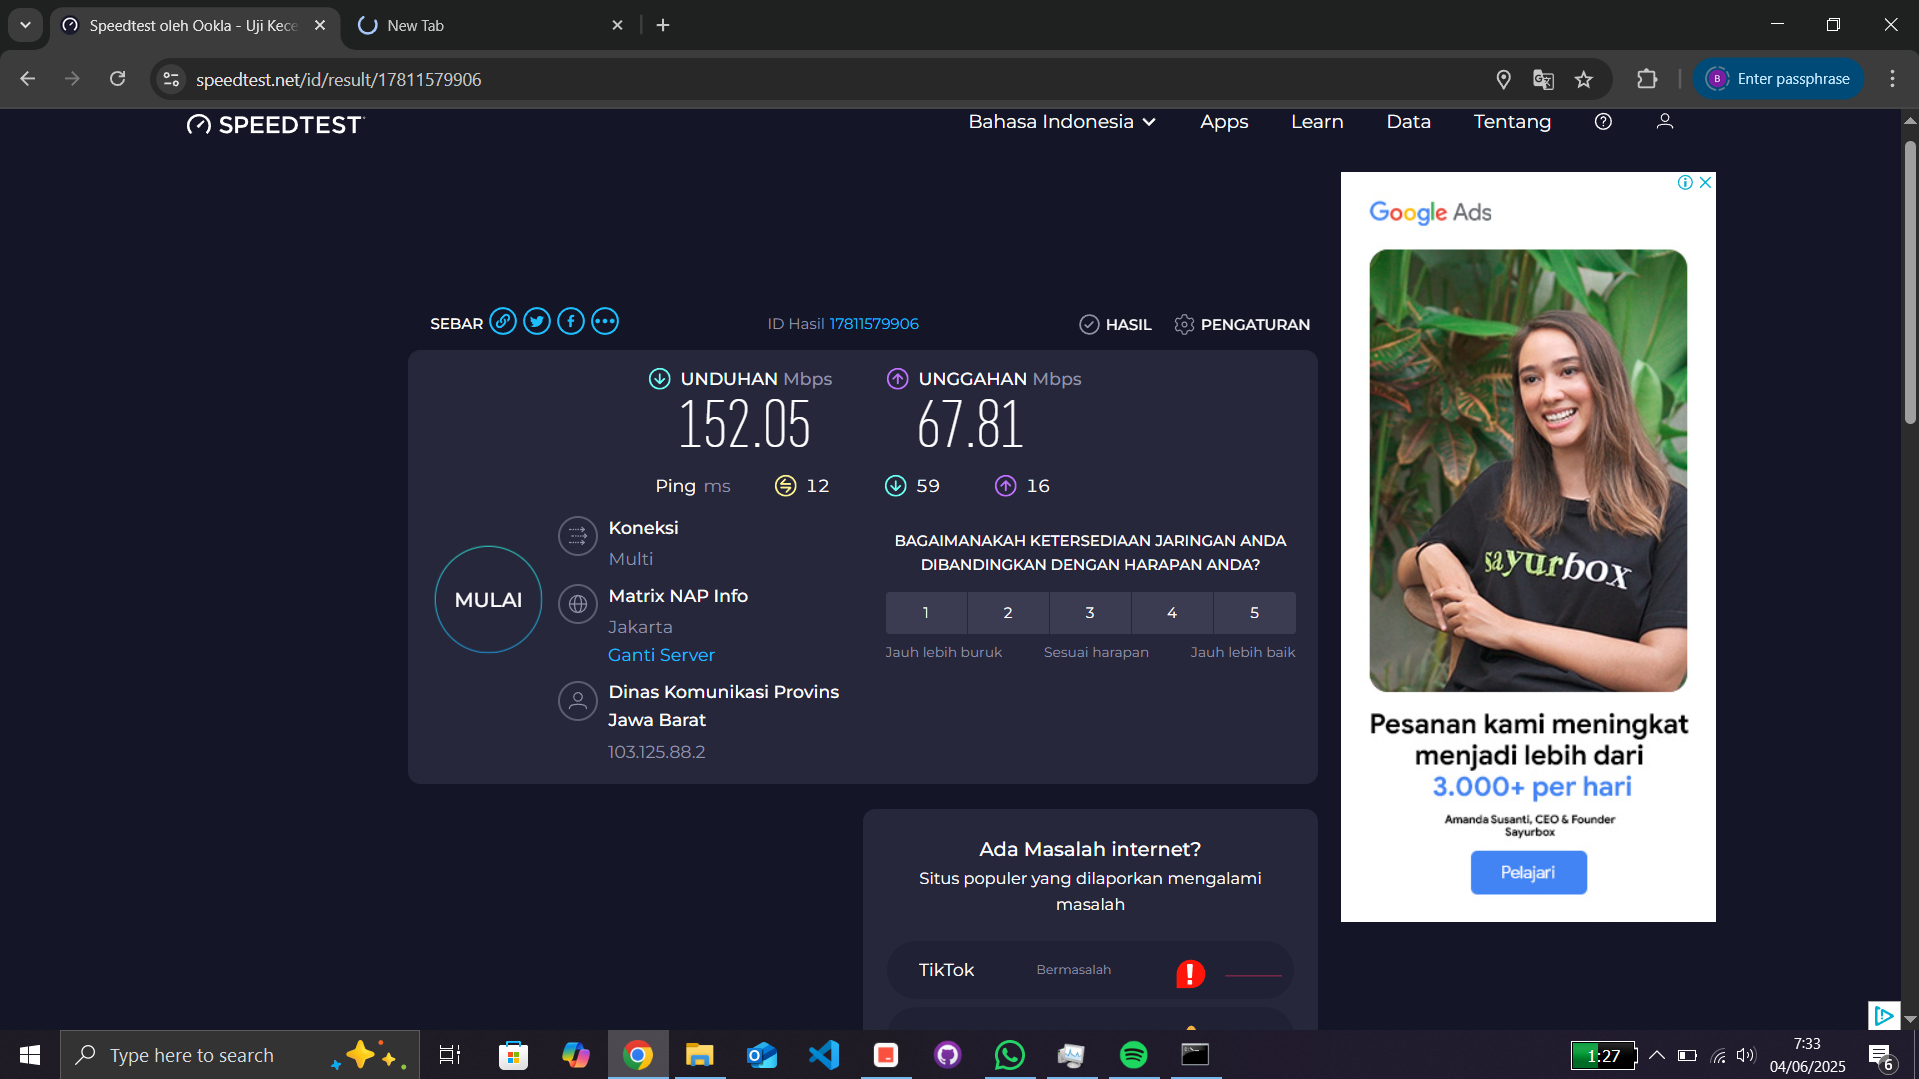 Speedtest oleh Ookla - Uji Kece
New Tab
speedtest.net/id/result/17811579906
B
Enter passphrase
SPEEDTEST
Bahasa Indonesia
Apps
Learn
Data
Tentang
SEBAR
ID Hasil 17811579906
HASIL
PENGATURAN
UNDUHAN Mbps
152.05
UNGGAHAN Mbps
67.81
Ping ms
12
59
16
MULAI
Koneksi
Multi
Matrix NAP Info
Jakarta
Ganti Server
Dinas Komunikasi Provins
Jawa Barat
103.125.88.2
BAGAIMANAKAH KETERSEDIAAN JARINGAN ANDA
DIBANDINGKAN DENGAN HARAPAN ANDA?
1 2 3 4 5
Jauh lebih buruk
Sesuai harapan
Jauh lebih baik
Ada Masalah internet?
Situs populer yang dilaporkan mengalami
masalah
TikTok
Bermasalah
Google Ads
sayurbox
Pesanan kami meningkat
menjadi lebih dari
3.000+ per hari
Amanda Susanti, CEO & Founder
Sayurbox
Pelajari
Type here to search
1:27
7:33
04/06/2025
6